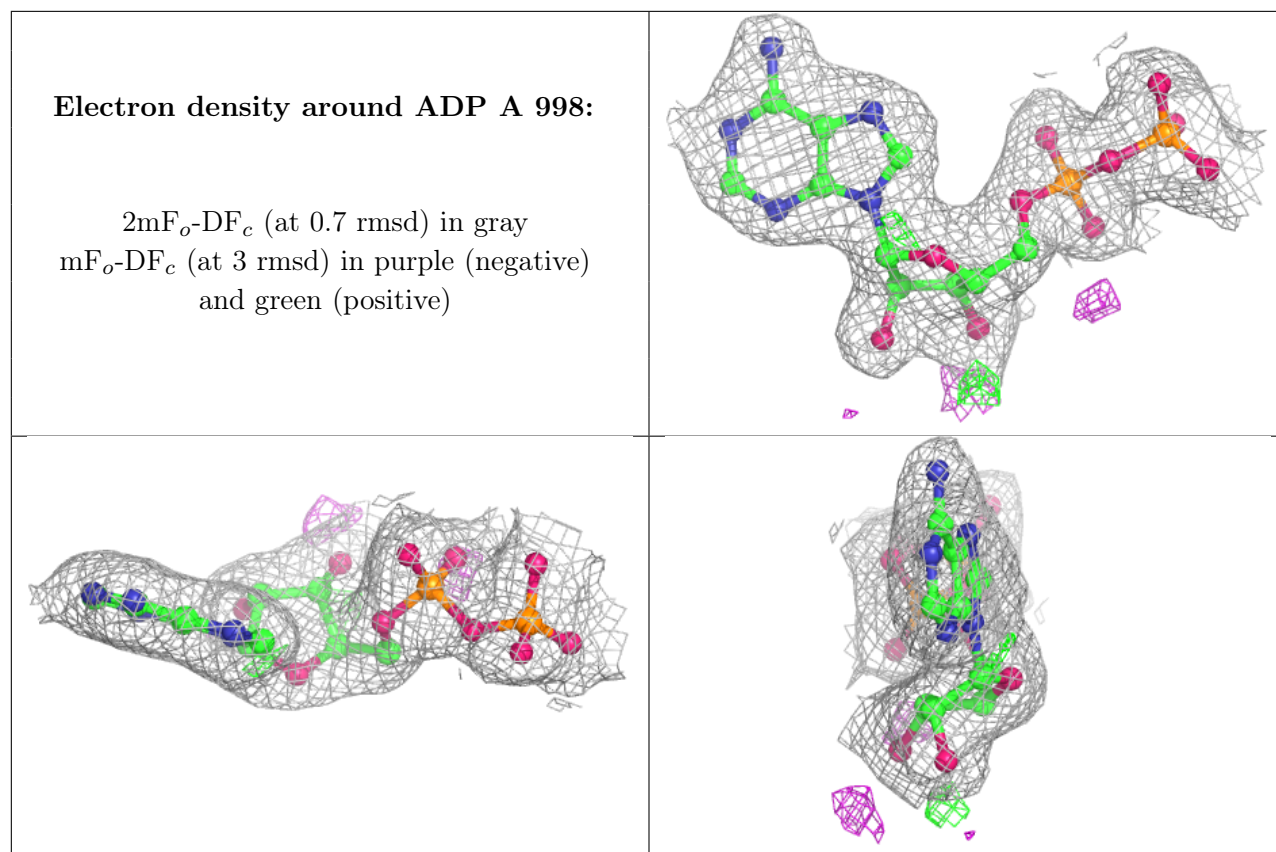 Electron density around ADP A 998:
2mFo-DFc (at 0.7 rmsd) in gray
mFo-DFc (at 3 rmsd) in purple (negative)
and green (positive)